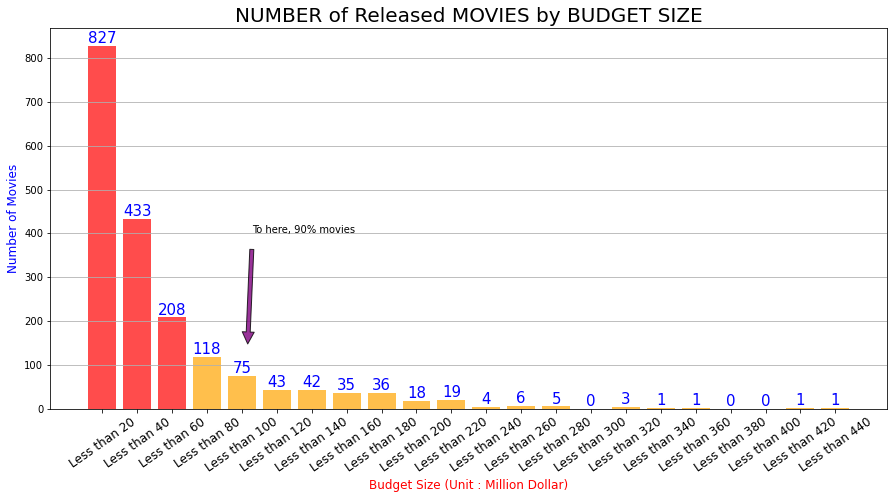 NUMBER of Released MOVIES by BUDGET SIZE
Number of Movies
800
700
600
500
400
300
200
100
0
827
433
208
118
75
43
42
35
36
18
19
4
6
5
0
3
1
1
0
0
1
1
To here, 90% movies
Less than 20
Less than 40
Less than 60
Less than 80
Less than 100
Less than 120
Less than 140
Less than 160
Less than 180
Less than 200
Less than 220
Less than 240
Less than 260
Less than 280
Less than 300
Less than 320
Less than 340
Less than 360
Less than 380
Less than 400
Less than 420
Less than 440
Budget Size (Unit : Million Dollar)